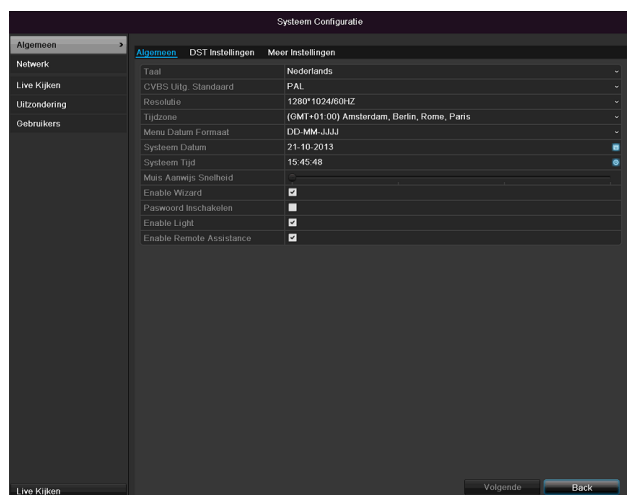 Systeem Configuratie
Algemeen >
Netwerk
Live Kijken
Uitzondering
Gebruikers
Algemeen DST Instellingen Meer Instellingen
Taal Nederlands
CVBS Uitg. Standaard PAL
Resolutie 1280*1024/60HZ
Tijdzone (GMT+01:00) Amsterdam, Berlin, Rome, Paris
Menu Datum Formaat DD-MM-JJJJ
Systeem Datum 21-10-2013
Systeem Tijd 15:45:48
Muis Aanwijs Snelheid
Enable Wizard
Paswoord Inschakelen
Enable Light
Enable Remote Assistance
Live Kijken
Volgende Back